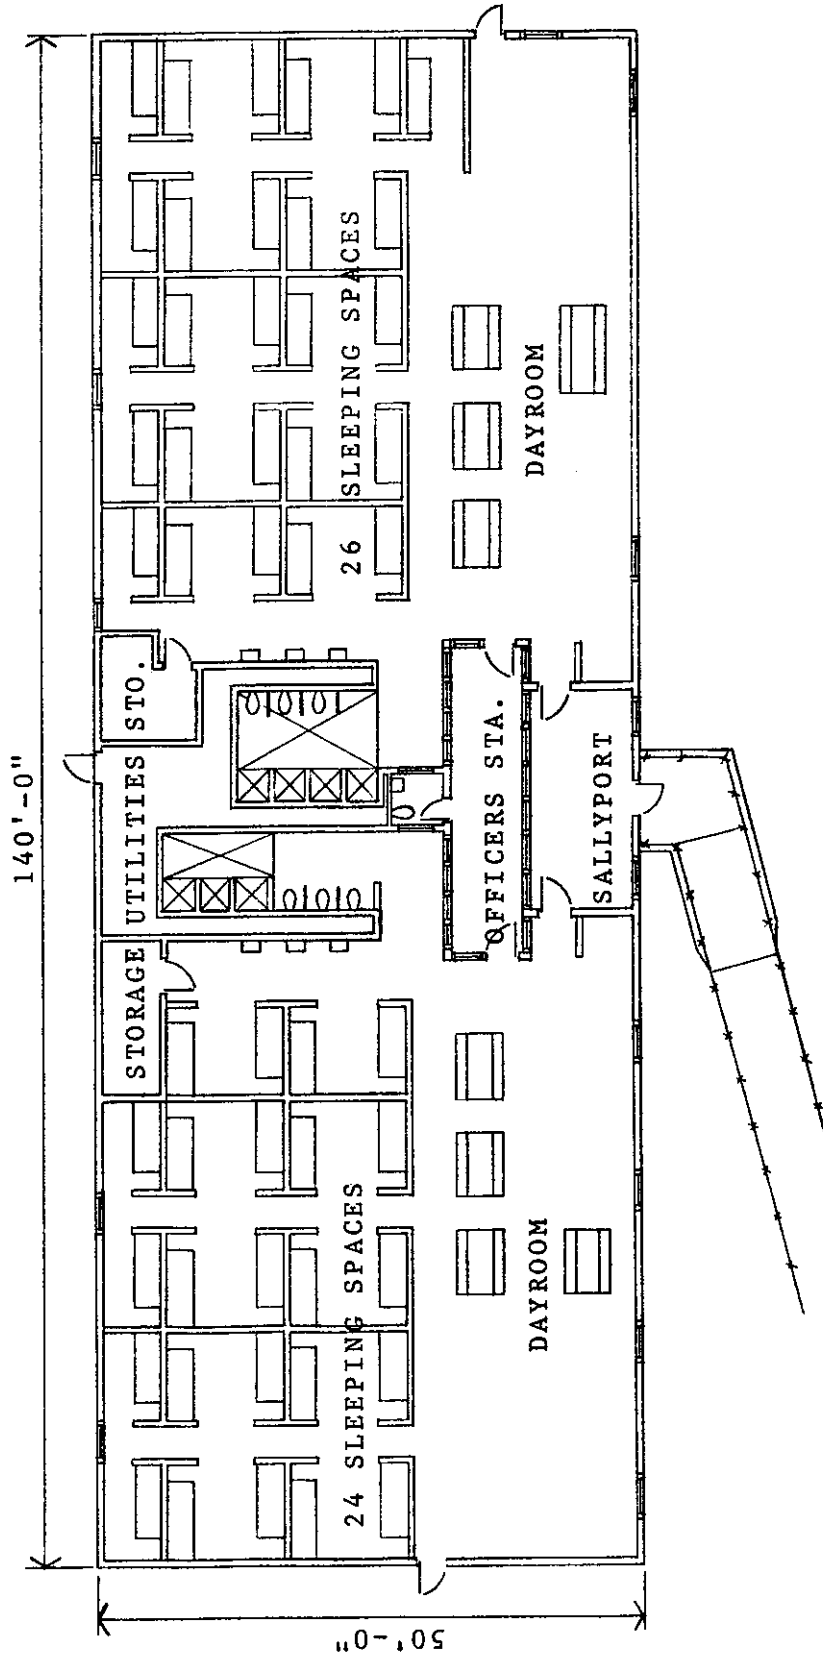 140'-0"
STORAGE
UTILITIES
STO.
24 SLEEPING SPACES
26 SLEEPING SPACES
OFFICERS STA.
DAYROOM
SALLYPORT
DAYROOM
50'-0"